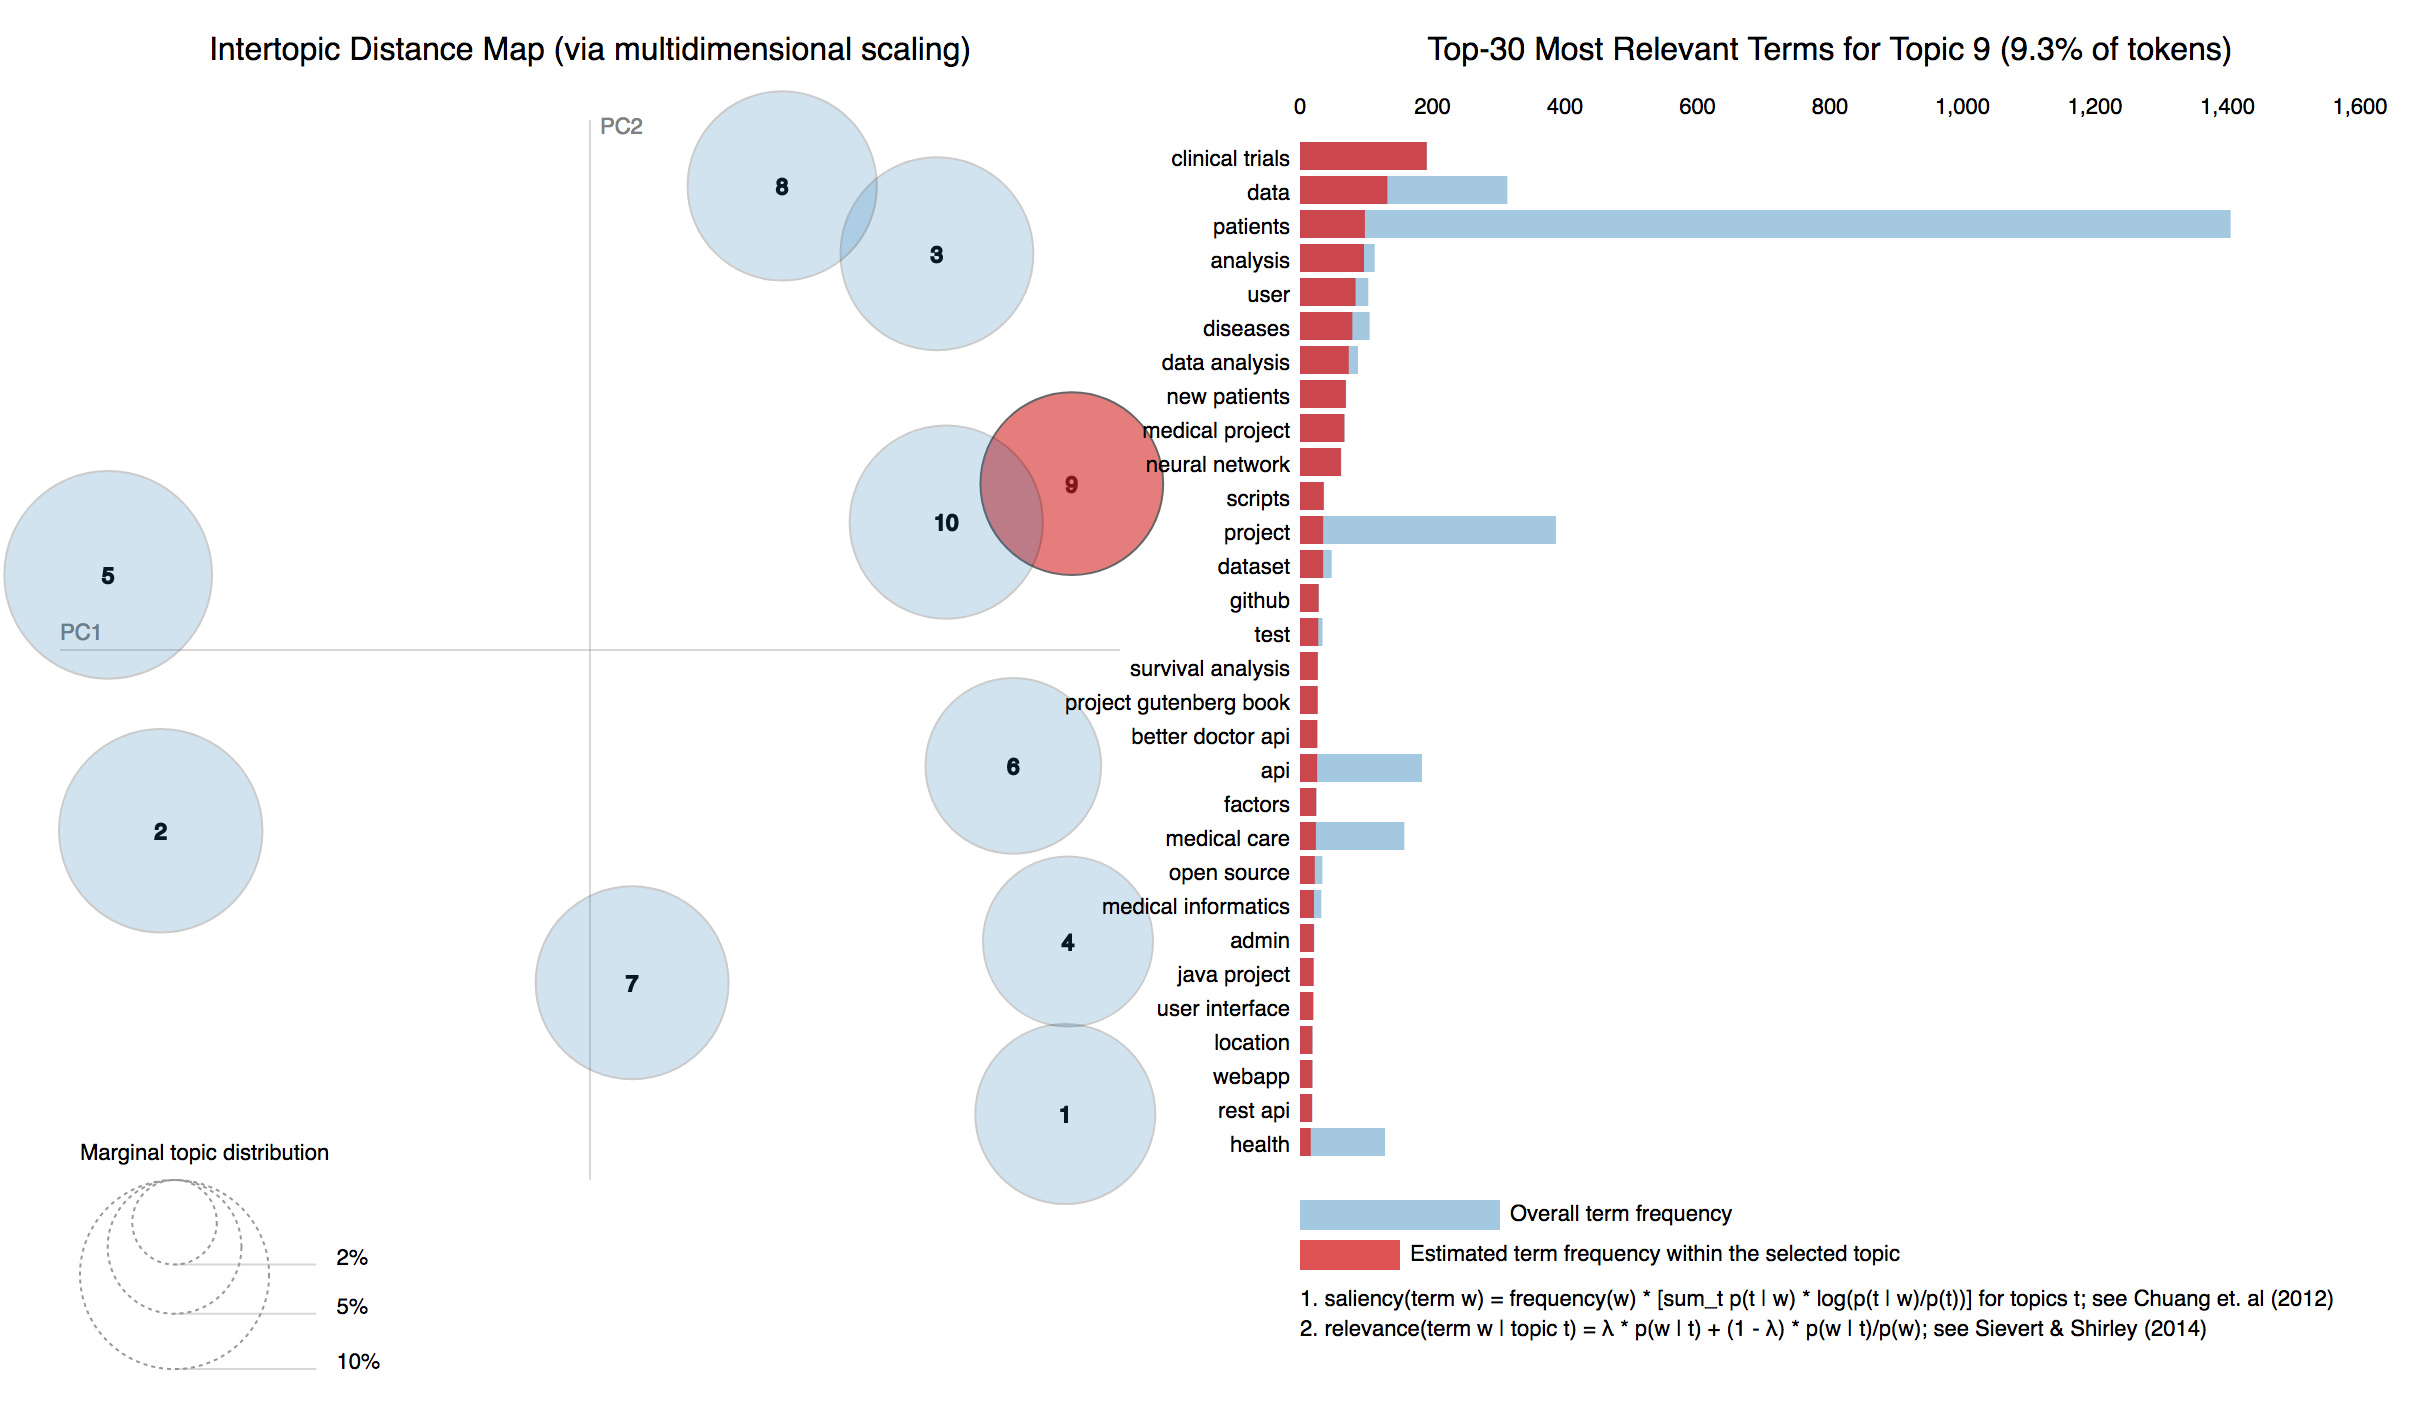 Intertopic Distance Map (via multidimensional scaling)
PC2
8
3
9
10
5
PC1
6
2
4
7
1
Marginal topic distribution
2%
5%
10%
Top-30 Most Relevant Terms for Topic 9 (9.3% of tokens)
0 200 400 600 800 1,000 1,200 1,400 1,600
clinical trials
data
patients
analysis
user
diseases
data analysis
new patients
medical project
neural network
scripts
project
dataset
github
test
survival analysis
project gutenberg book
better doctor api
api
factors
medical care
open source
medical informatics
admin
java project
user interface
location
webapp
rest api
health
Overall term frequency
Estimated term frequency within the selected topic
1. saliency(term w) = frequency(w) * [sum_t p(t | w) * log(p(t | w)/p(t))] for topics t; see Chuang et. al (2012)
2. relevance(term w | topic t) = λ * p(w | t) + (1 - λ) * p(w | t)/p(w); see Sievert & Shirley (2014)